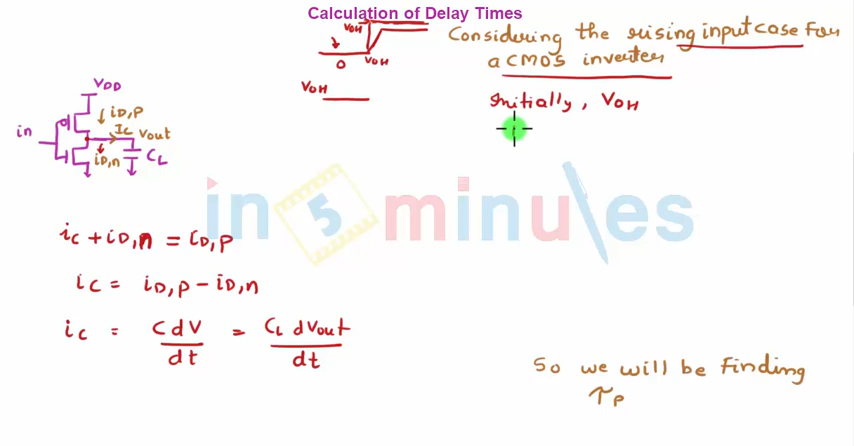 Calculation of Delay Times
VOH
0
VOH
VOH
Considering the rising input case for
a CMOS inverter
Initially, VOH
VDD
iD,P
in
Ic
Vout
iD,n
CL
in 5 minutes
ic + iD,n = iD,P
ic = iD,P - iD,n
ic = CdV/dt = CL dVout/dt
So we will be finding
τP